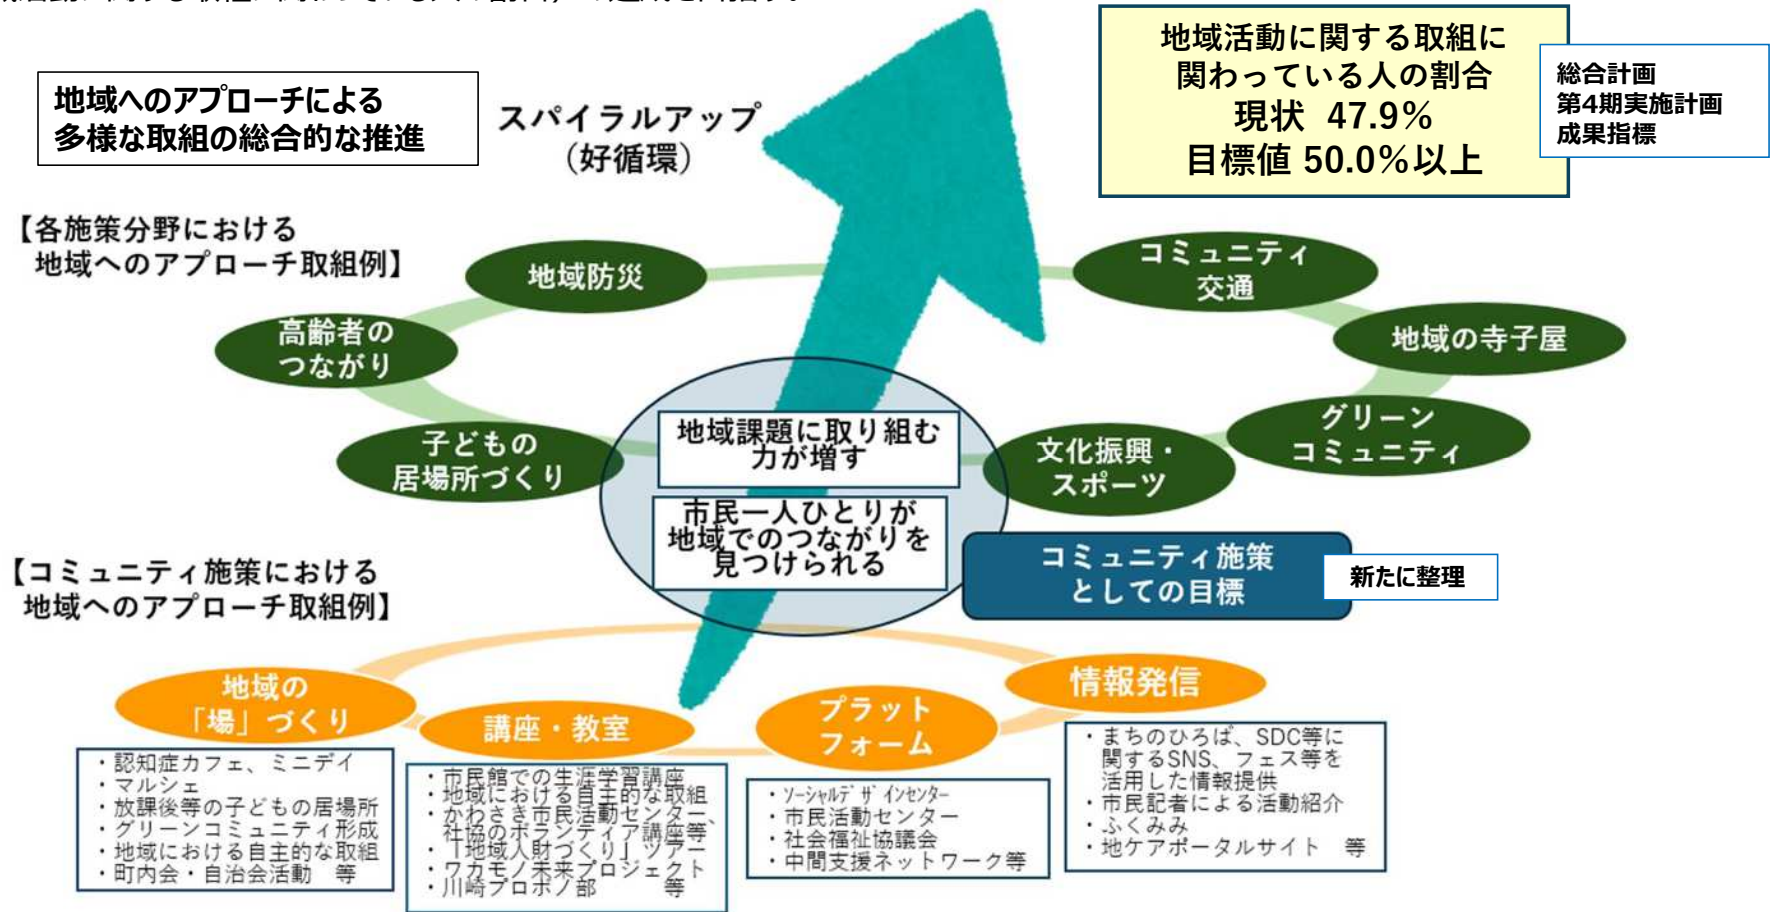 地域へのアプローチによる
多様な取組の総合的な推進
スパイラルアップ
（好循環）
地域活動に関する取組に
関わっている人の割合
現状 47.9％
目標値 50.0％以上
総合計画
第4期実施計画
成果指標
【各施策分野における
地域へのアプローチ取組例】
地域防災
コミュニティ
交通
高齢者の
つながり
地域の寺子屋
子どもの
居場所づくり
地域課題に取り組む
力が増す
文化振興・
スポーツ
グリーン
コミュニティ
市民一人ひとりが
地域でのつながりを
見つけられる
コミュニティ施策
としての目標
新たに整理
【コミュニティ施策における
地域へのアプローチ取組例】
地域の
「場」づくり
・認知症カフェ、ミニデイ
・マルシェ
・放課後等の子どもの居場所
・グリーンコミュニティ形成
・地域における自主的な取組
・町内会・自治会活動　等
講座・教室
・市民館での生涯学習講座
・地域における自主的な取組
・かわさき市民活動センター、
社協のボランティア講座等
・「地域人財づくり」ツアー
・ワカモノ未来プロジェクト
・川崎プロボノ部　等
プラット
フォーム
・ｿｰｼｬﾙﾃﾞｻﾞｲﾝｾﾝﾀｰ
・市民活動センター
・社会福祉協議会
・中間支援ネットワーク等
情報発信
・まちのひろば、SDC等に
関するSNS、フェス等を
活用した情報提供
・市民記者による活動紹介
・ふくみみ
・地ケアポータルサイト　等